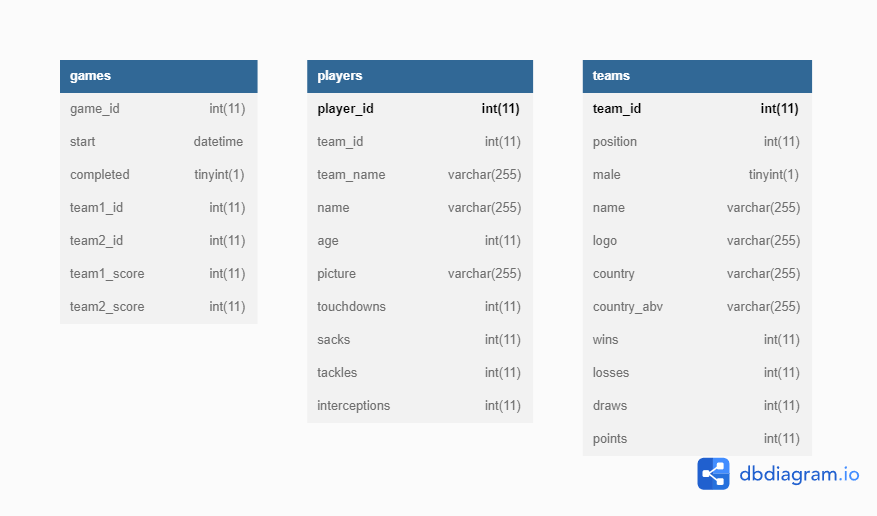 games
game_id int(11)
start datetime
completed tinyint(1)
team1_id int(11)
team2_id int(11)
team1_score int(11)
team2_score int(11)
players
player_id int(11)
team_id int(11)
team_name varchar(255)
name varchar(255)
age int(11)
picture varchar(255)
touchdowns int(11)
sacks int(11)
tackles int(11)
interceptions int(11)
teams
team_id int(11)
position int(11)
male tinyint(1)
name varchar(255)
logo varchar(255)
country varchar(255)
country_abv varchar(255)
wins int(11)
losses int(11)
draws int(11)
points int(11)
dbdiagram.io